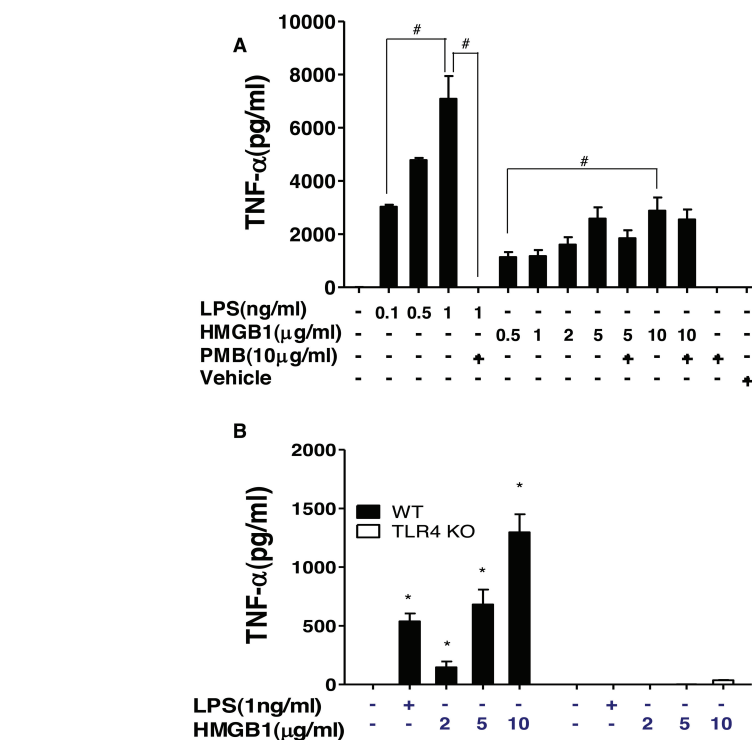 A
TNF-α(pg/ml)
10000
8000
6000
4000
2000
0
# # #
LPS(ng/ml) - 0.1 0.5 1 1 - - - - - - - - -
HMGB1(μg/ml) - - - - - 0.5 1 2 5 5 10 10 - -
PMB(10μg/ml) - - - - + - - - - + - + + -
Vehicle - - - - - - - - - - - - - +
B
TNF-α(pg/ml)
2000
1500
1000
500
0
WT
TLR4 KO
* * * *
LPS(1ng/ml) - + - - - - + - - -
HMGB1(μg/ml) - - 2 5 10 - - 2 5 10